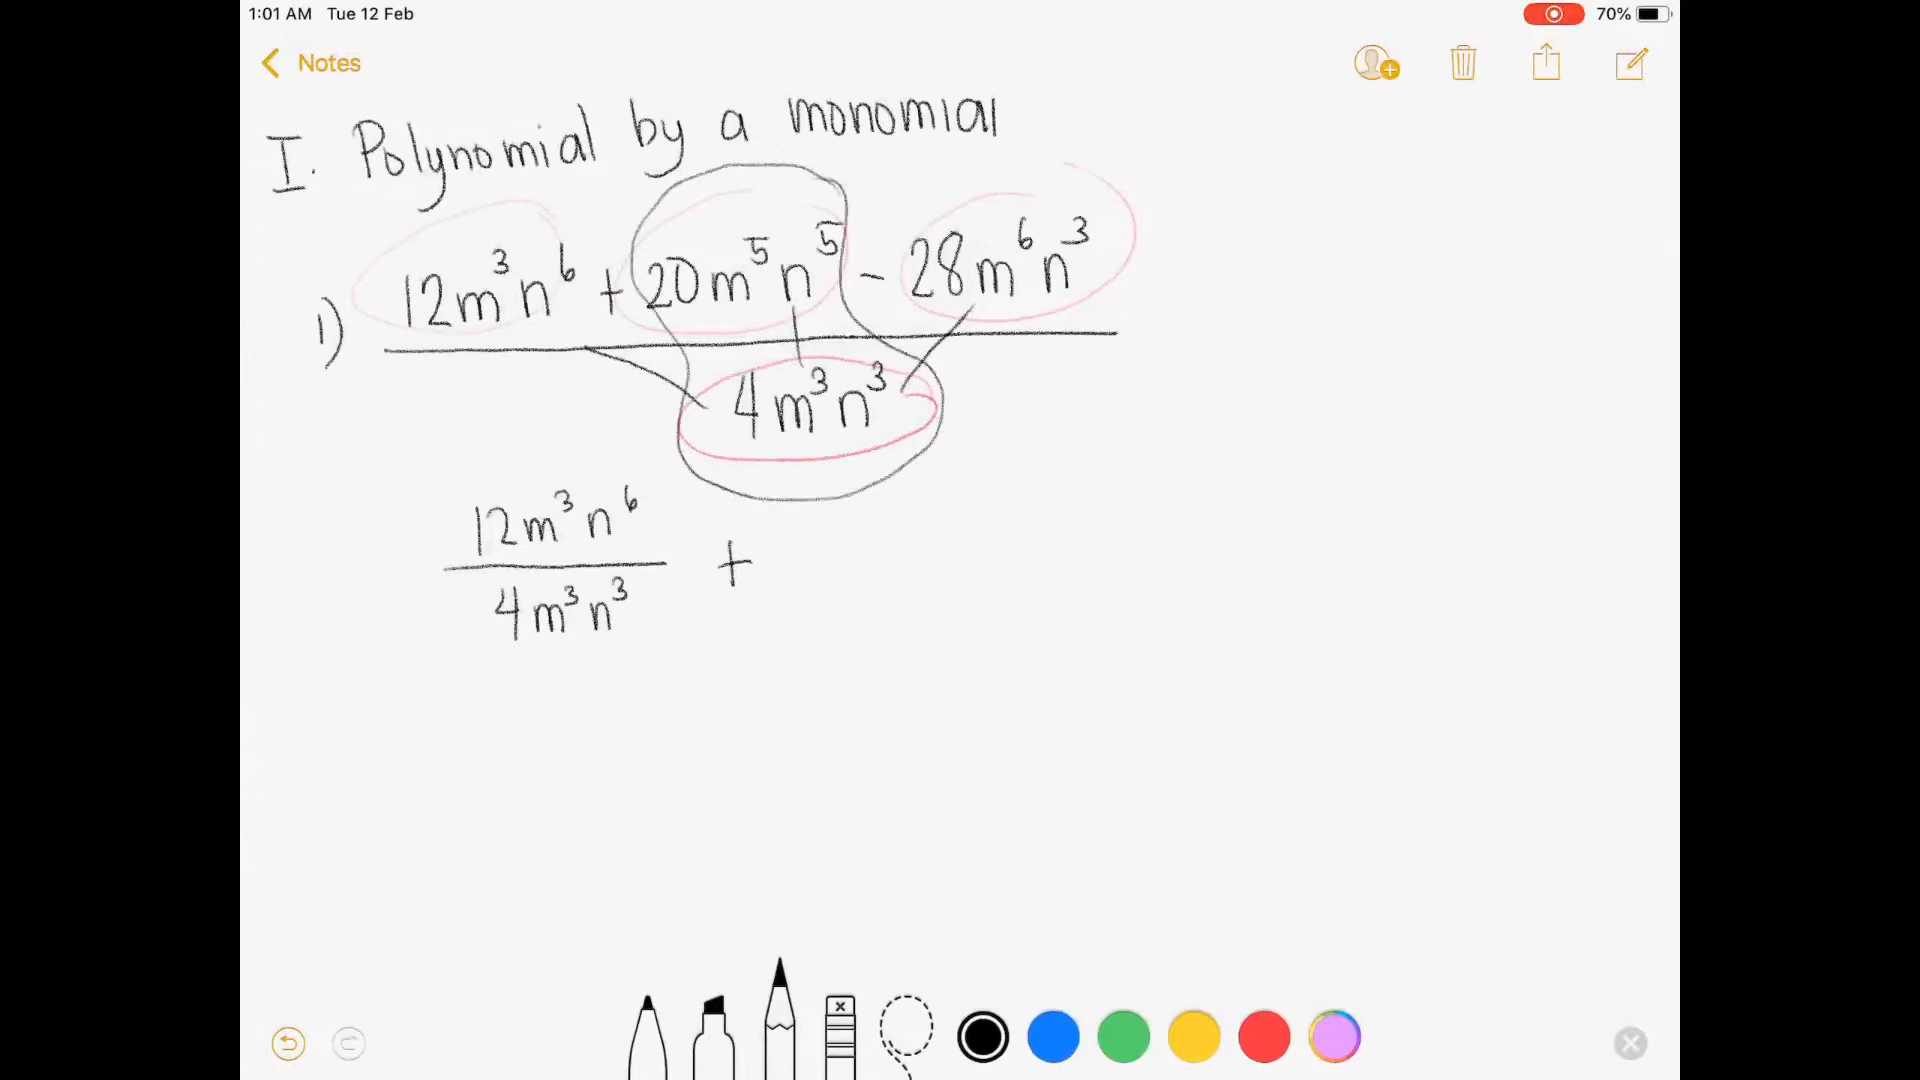 1:01 AM Tue 12 Feb 70%
Notes
I. Polynomial by a monomial
1) 12m³n⁶ + 20m⁵n⁵ - 28m⁶n³
4m³n³
12m³n⁶ +
4m³n³